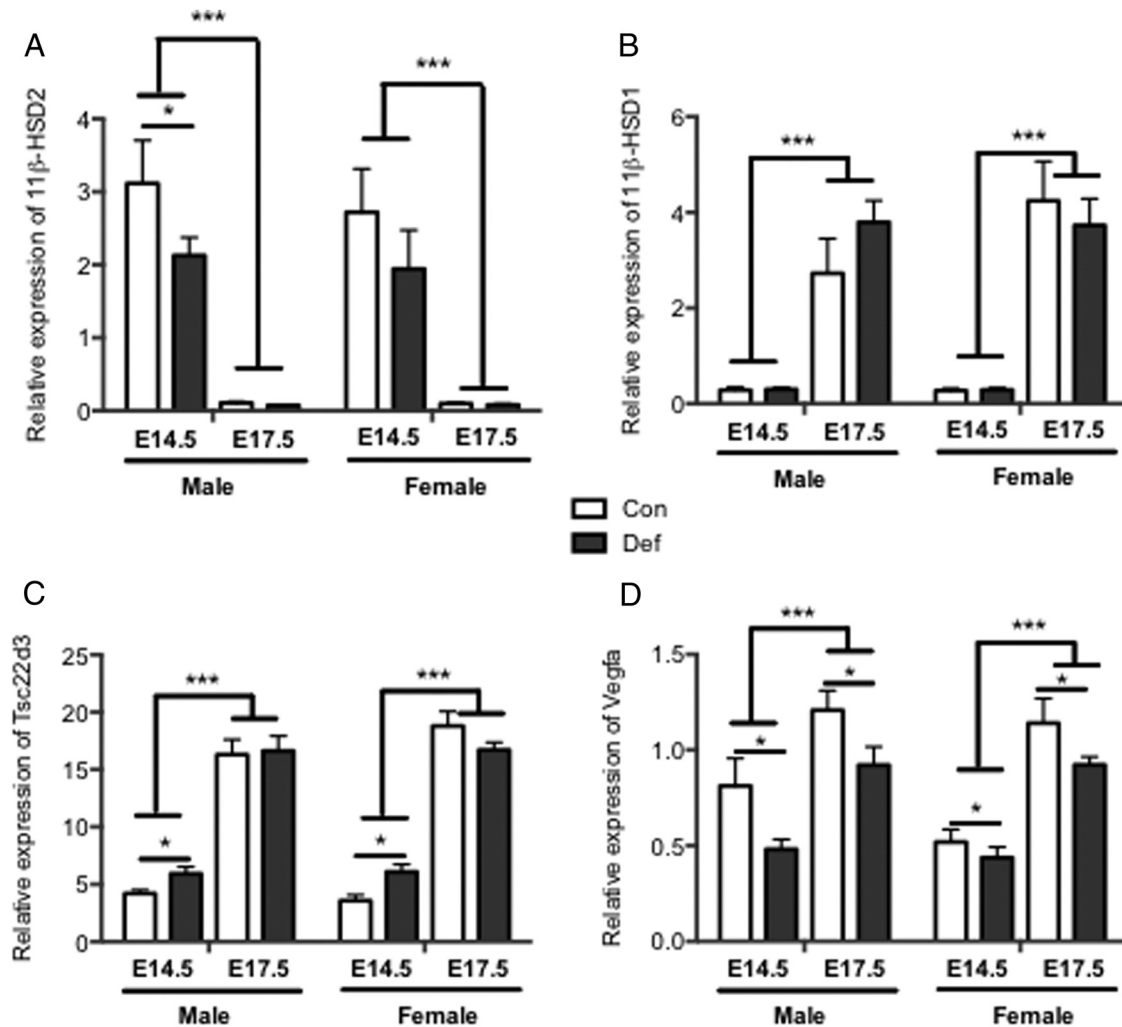 A
Relative expression of 11β-HSD2
***
*
***
4
3
2
1
0
E14.5 E17.5 E14.5 E17.5
Male Female
B
Relative expression of 11β-HSD1
***
***
6
4
2
0
E14.5 E17.5 E14.5 E17.5
Male Female
Con
Def
C
Relative expression of Tsc22d3
***
*
***
*
25
20
15
10
5
0
E14.5 E17.5 E14.5 E17.5
Male Female
D
Relative expression of Vegfa
***
*
*
***
*
*
1.5
1.0
0.5
0.0
E14.5 E17.5 E14.5 E17.5
Male Female